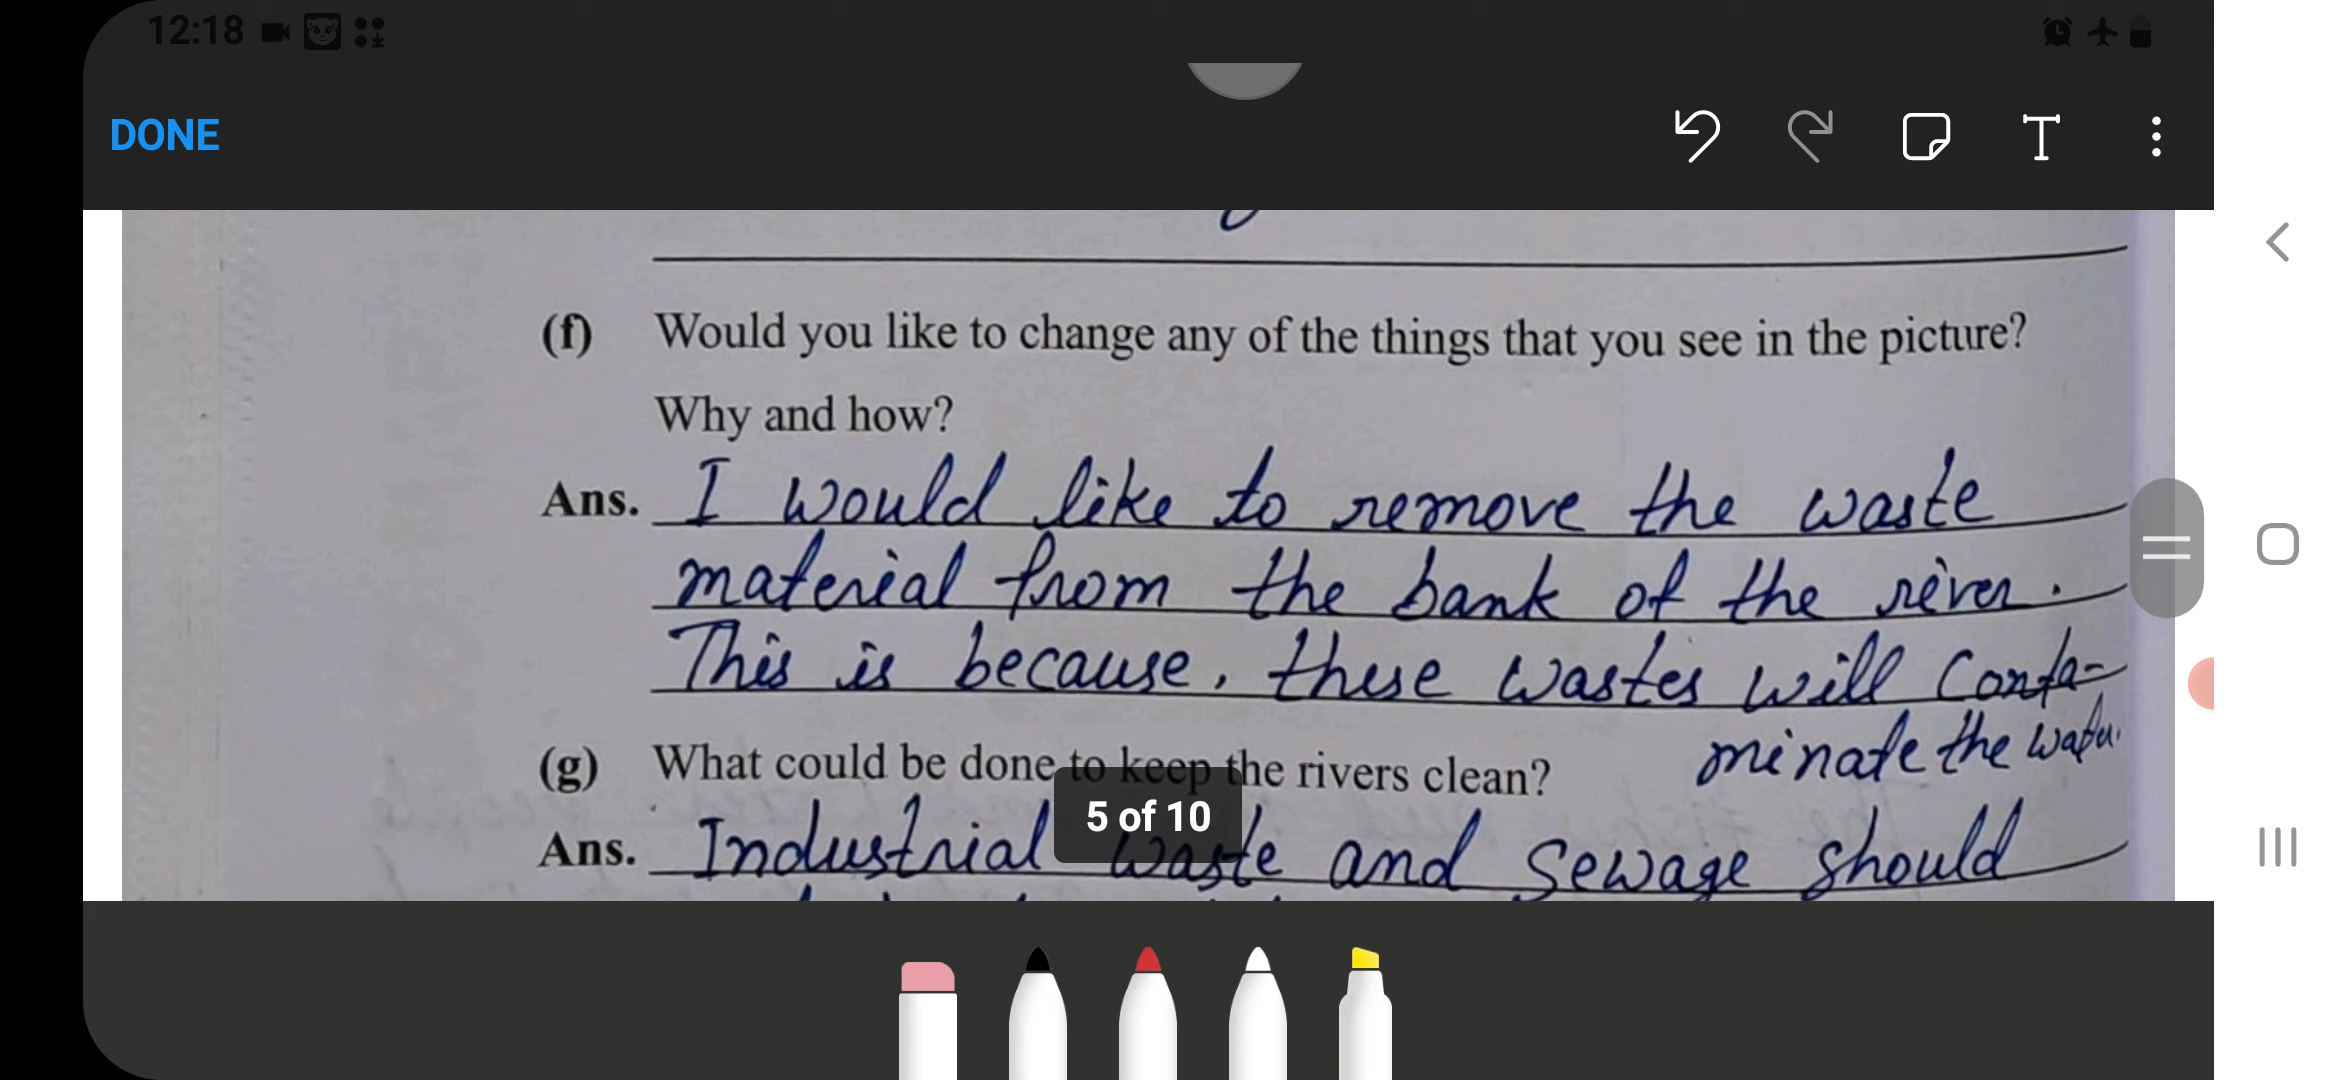 12:18
DONE
T
(f) Would you like to change any of the things that you see in the picture?
Why and how?
Ans. I would like to remove the waste
material from the bank of the river.
This is because, these wastes will conta-
minate the water.
(g) What could be done to keep the rivers clean?
5 of 10
Ans. Industrial waste and sewage should